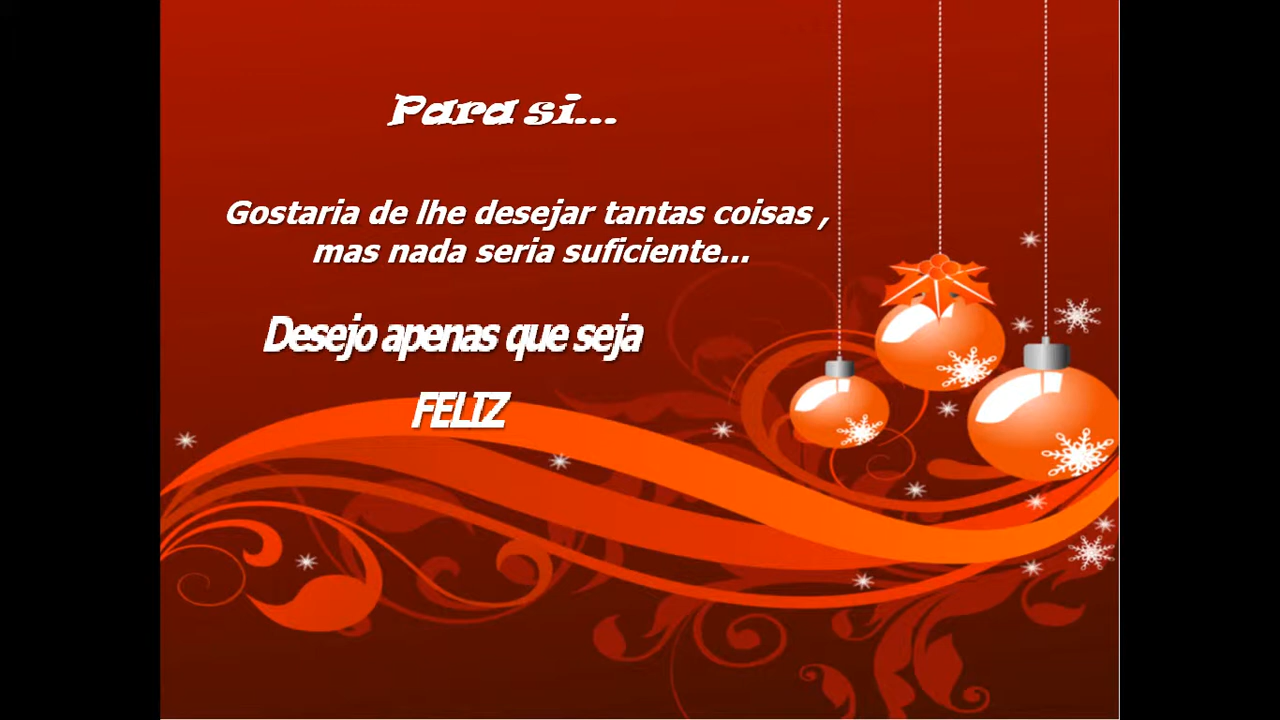 Para si...
Gostaria de lhe desejar tantas coisas ,
mas nada seria suficiente...
Desejo apenas que seja
FELIZ